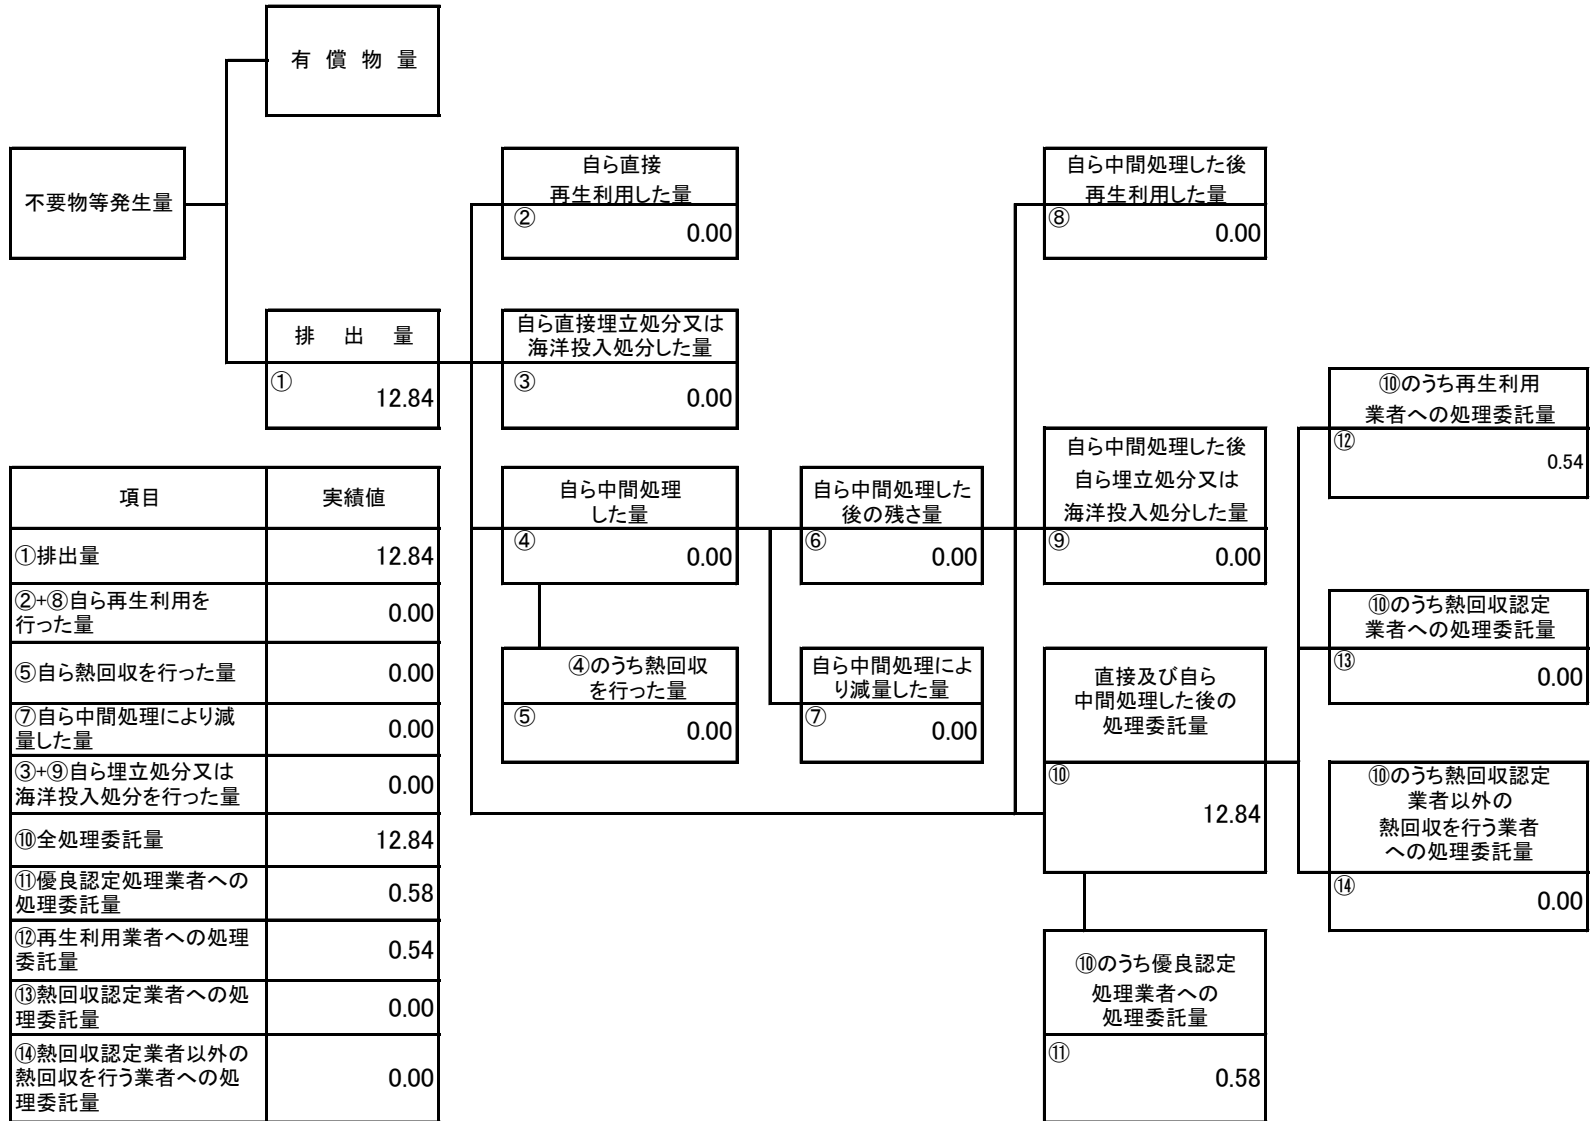 有 償 物 量
不要物等発生量
排 出 量
①
12.84
自ら直接
再生利用した量
②
0.00
自ら直接埋立処分又は
海洋投入処分した量
③
0.00
自ら中間処理
した量
④
0.00
④のうち熱回収
を行った量
⑤
0.00
自ら中間処理した
後の残さ量
⑥
0.00
自ら中間処理によ
り減量した量
⑦
0.00
自ら中間処理した後
再生利用した量
⑧
0.00
自ら中間処理した後
自ら埋立処分又は
海洋投入処分した量
⑨
0.00
直接及び自ら
中間処理した後の
処理委託量
⑩
12.84
⑩のうち優良認定
処理業者への
処理委託量
⑪
0.58
⑩のうち再生利用
業者への処理委託量
⑫
0.54
⑩のうち熱回収認定
業者への処理委託量
⑬
0.00
⑩のうち熱回収認定
業者以外の
熱回収を行う業者
への処理委託量
⑭
0.00
項目 実績値
①排出量 12.84
②+⑧自ら再生利用を
行った量 0.00
⑤自ら熱回収を行った量 0.00
⑦自ら中間処理により減
量した量 0.00
③+⑨自ら埋立処分又は
海洋投入処分を行った量 0.00
⑩全処理委託量 12.84
⑪優良認定処理業者への
処理委託量 0.58
⑫再生利用業者への処理
委託量 0.54
⑬熱回収認定業者への処
理委託量 0.00
⑭熱回収認定業者以外の
熱回収を行う業者への処
理委託量 0.00